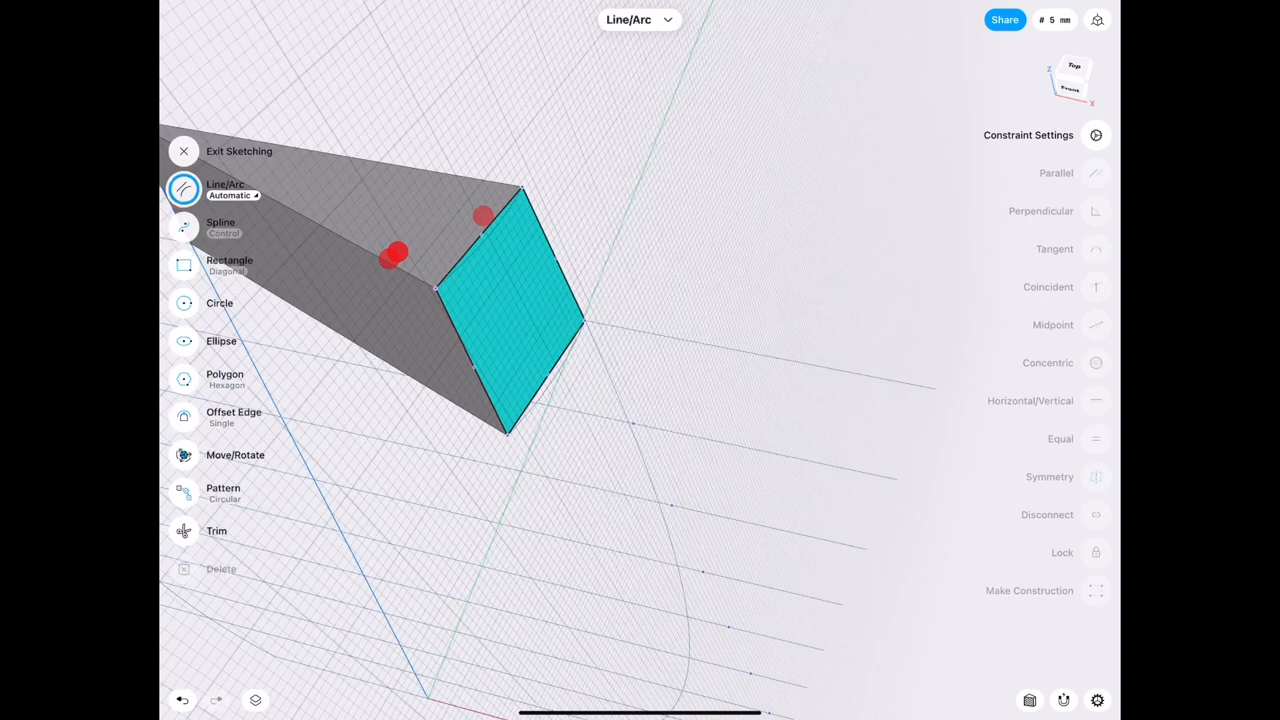 Line/Arc
Share
# 5 mm
Top
Front
Z
X
Exit Sketching
Line/Arc
Automatic
Spline
Control
Rectangle
Diagonal
Circle
Ellipse
Polygon
Hexagon
Offset Edge
Single
Move/Rotate
Pattern
Circular
Trim
Delete
Constraint Settings
Parallel
Perpendicular
Tangent
Coincident
Midpoint
Concentric
Horizontal/Vertical
Equal
Symmetry
Disconnect
Lock
Make Construction